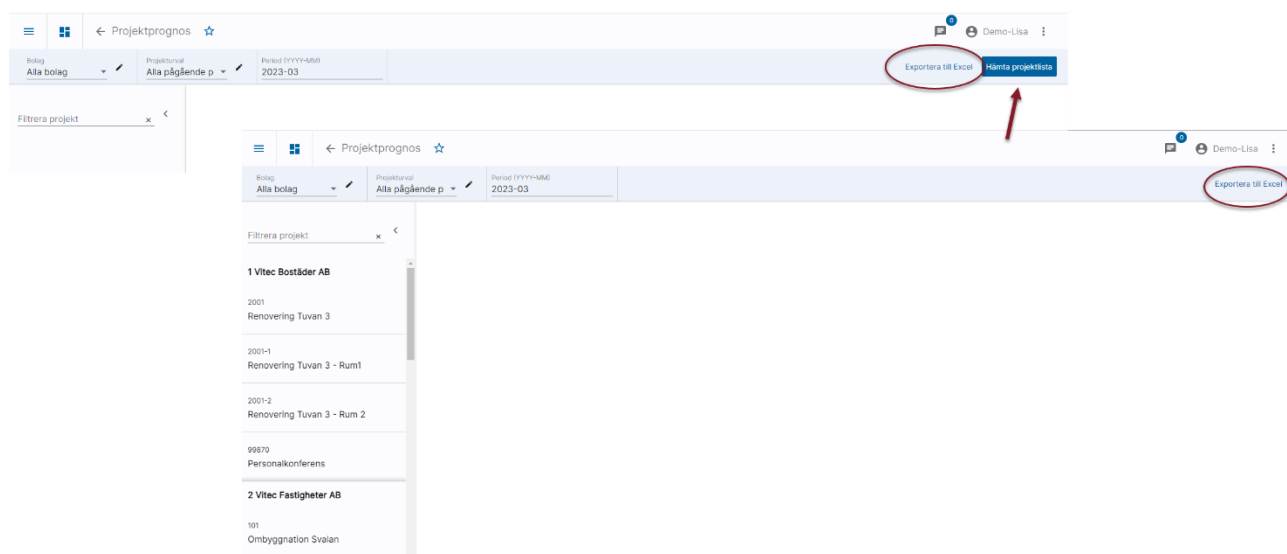 Projektprognos
0
Demo-Lisa
Bolag
Alla bolag
Projekturval
Alla pågående p
Period (YYYY-MM)
2023-03
Exportera till Excel
Hämta projektlista
Filtrera projekt
Projektprognos
0
Demo-Lisa
Bolag
Alla bolag
Projekturval
Alla pågående p
Period (YYYY-MM)
2023-03
Exportera till Excel
Filtrera projekt
1 Vitec Bostäder AB
2001
Renovering Tuvan 3
2001-1
Renovering Tuvan 3 - Rum1
2001-2
Renovering Tuvan 3 - Rum 2
99870
Personalkonferens
2 Vitec Fastigheter AB
101
Ombyggnation Svalan